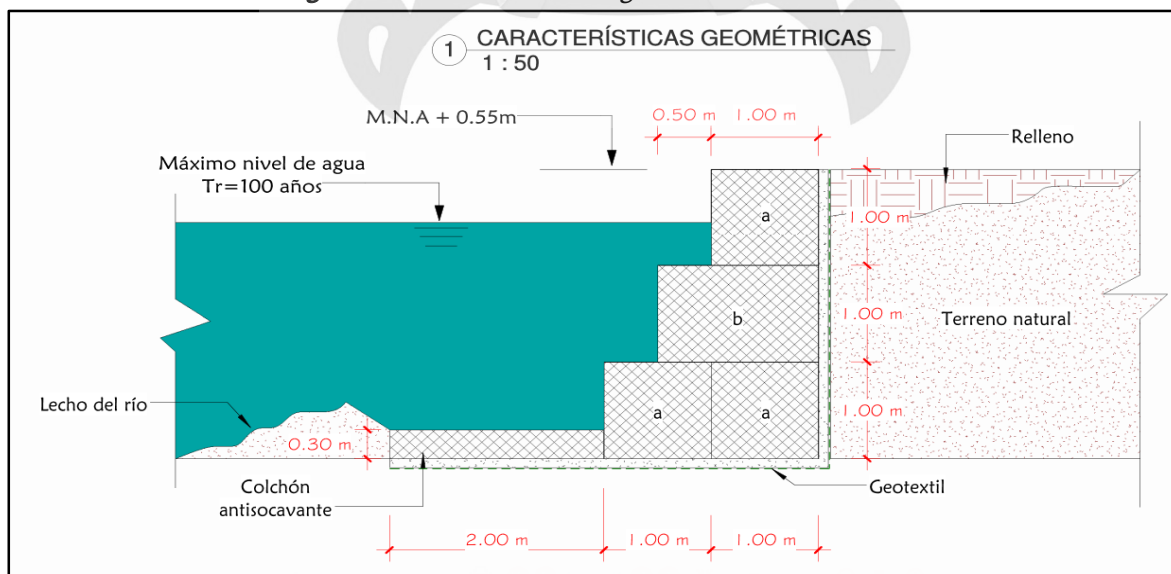 1 CARACTERÍSTICAS GEOMÉTRICAS
1 : 50
M.N.A + 0.55m
0.50 m
1.00 m
Relleno
Máximo nivel de agua
Tr=100 años
a
1.00 m
b
1.00 m
Terreno natural
Lecho del río
a
a
1.00 m
0.30 m
Colchón
antisocavante
Geotextil
2.00 m
1.00 m
1.00 m